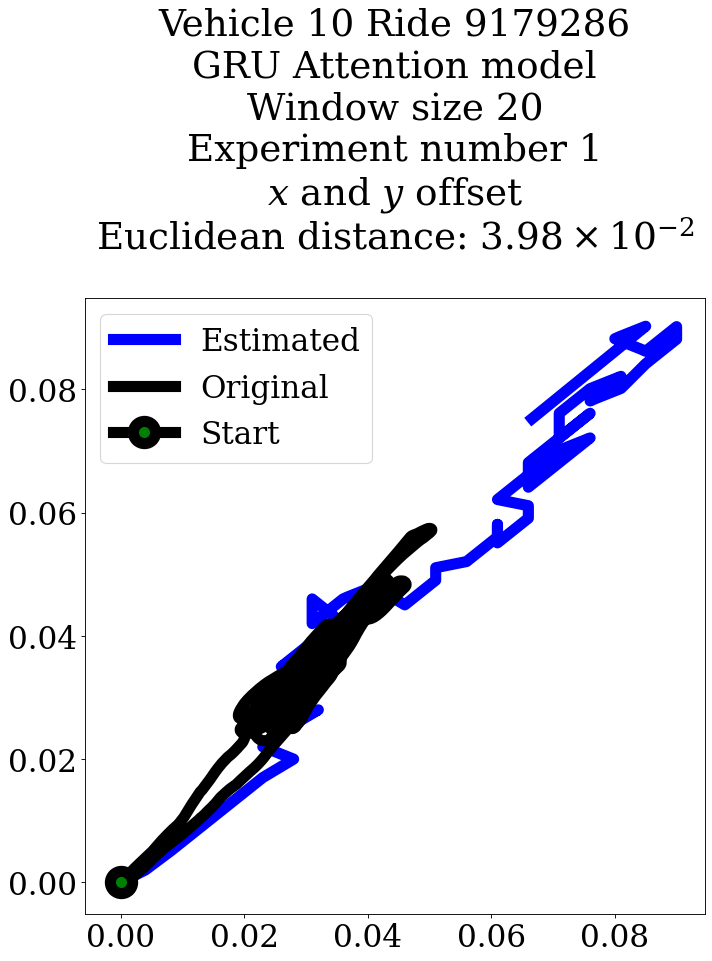 Vehicle 10 Ride 9179286
GRU Attention model
Window size 20
Experiment number 1
x and y offset
Euclidean distance: 3.98 × 10⁻²
Estimated
Original
Start
0.08
0.06
0.04
0.02
0.00
0.00 0.02 0.04 0.06 0.08